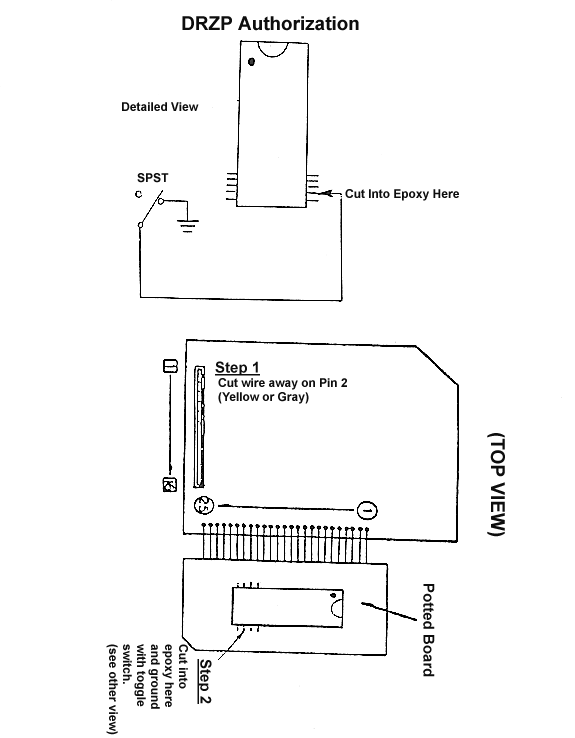 DRZP Authorization
Detailed View
SPST
Cut Into Epoxy Here
Step 1
Cut wire away on Pin 2
(Yellow or Gray)
K
25
1
(TOP VIEW)
Potted Board
Step 2
Cut into
epoxy here
and ground
with toggle
switch.
(see other view)